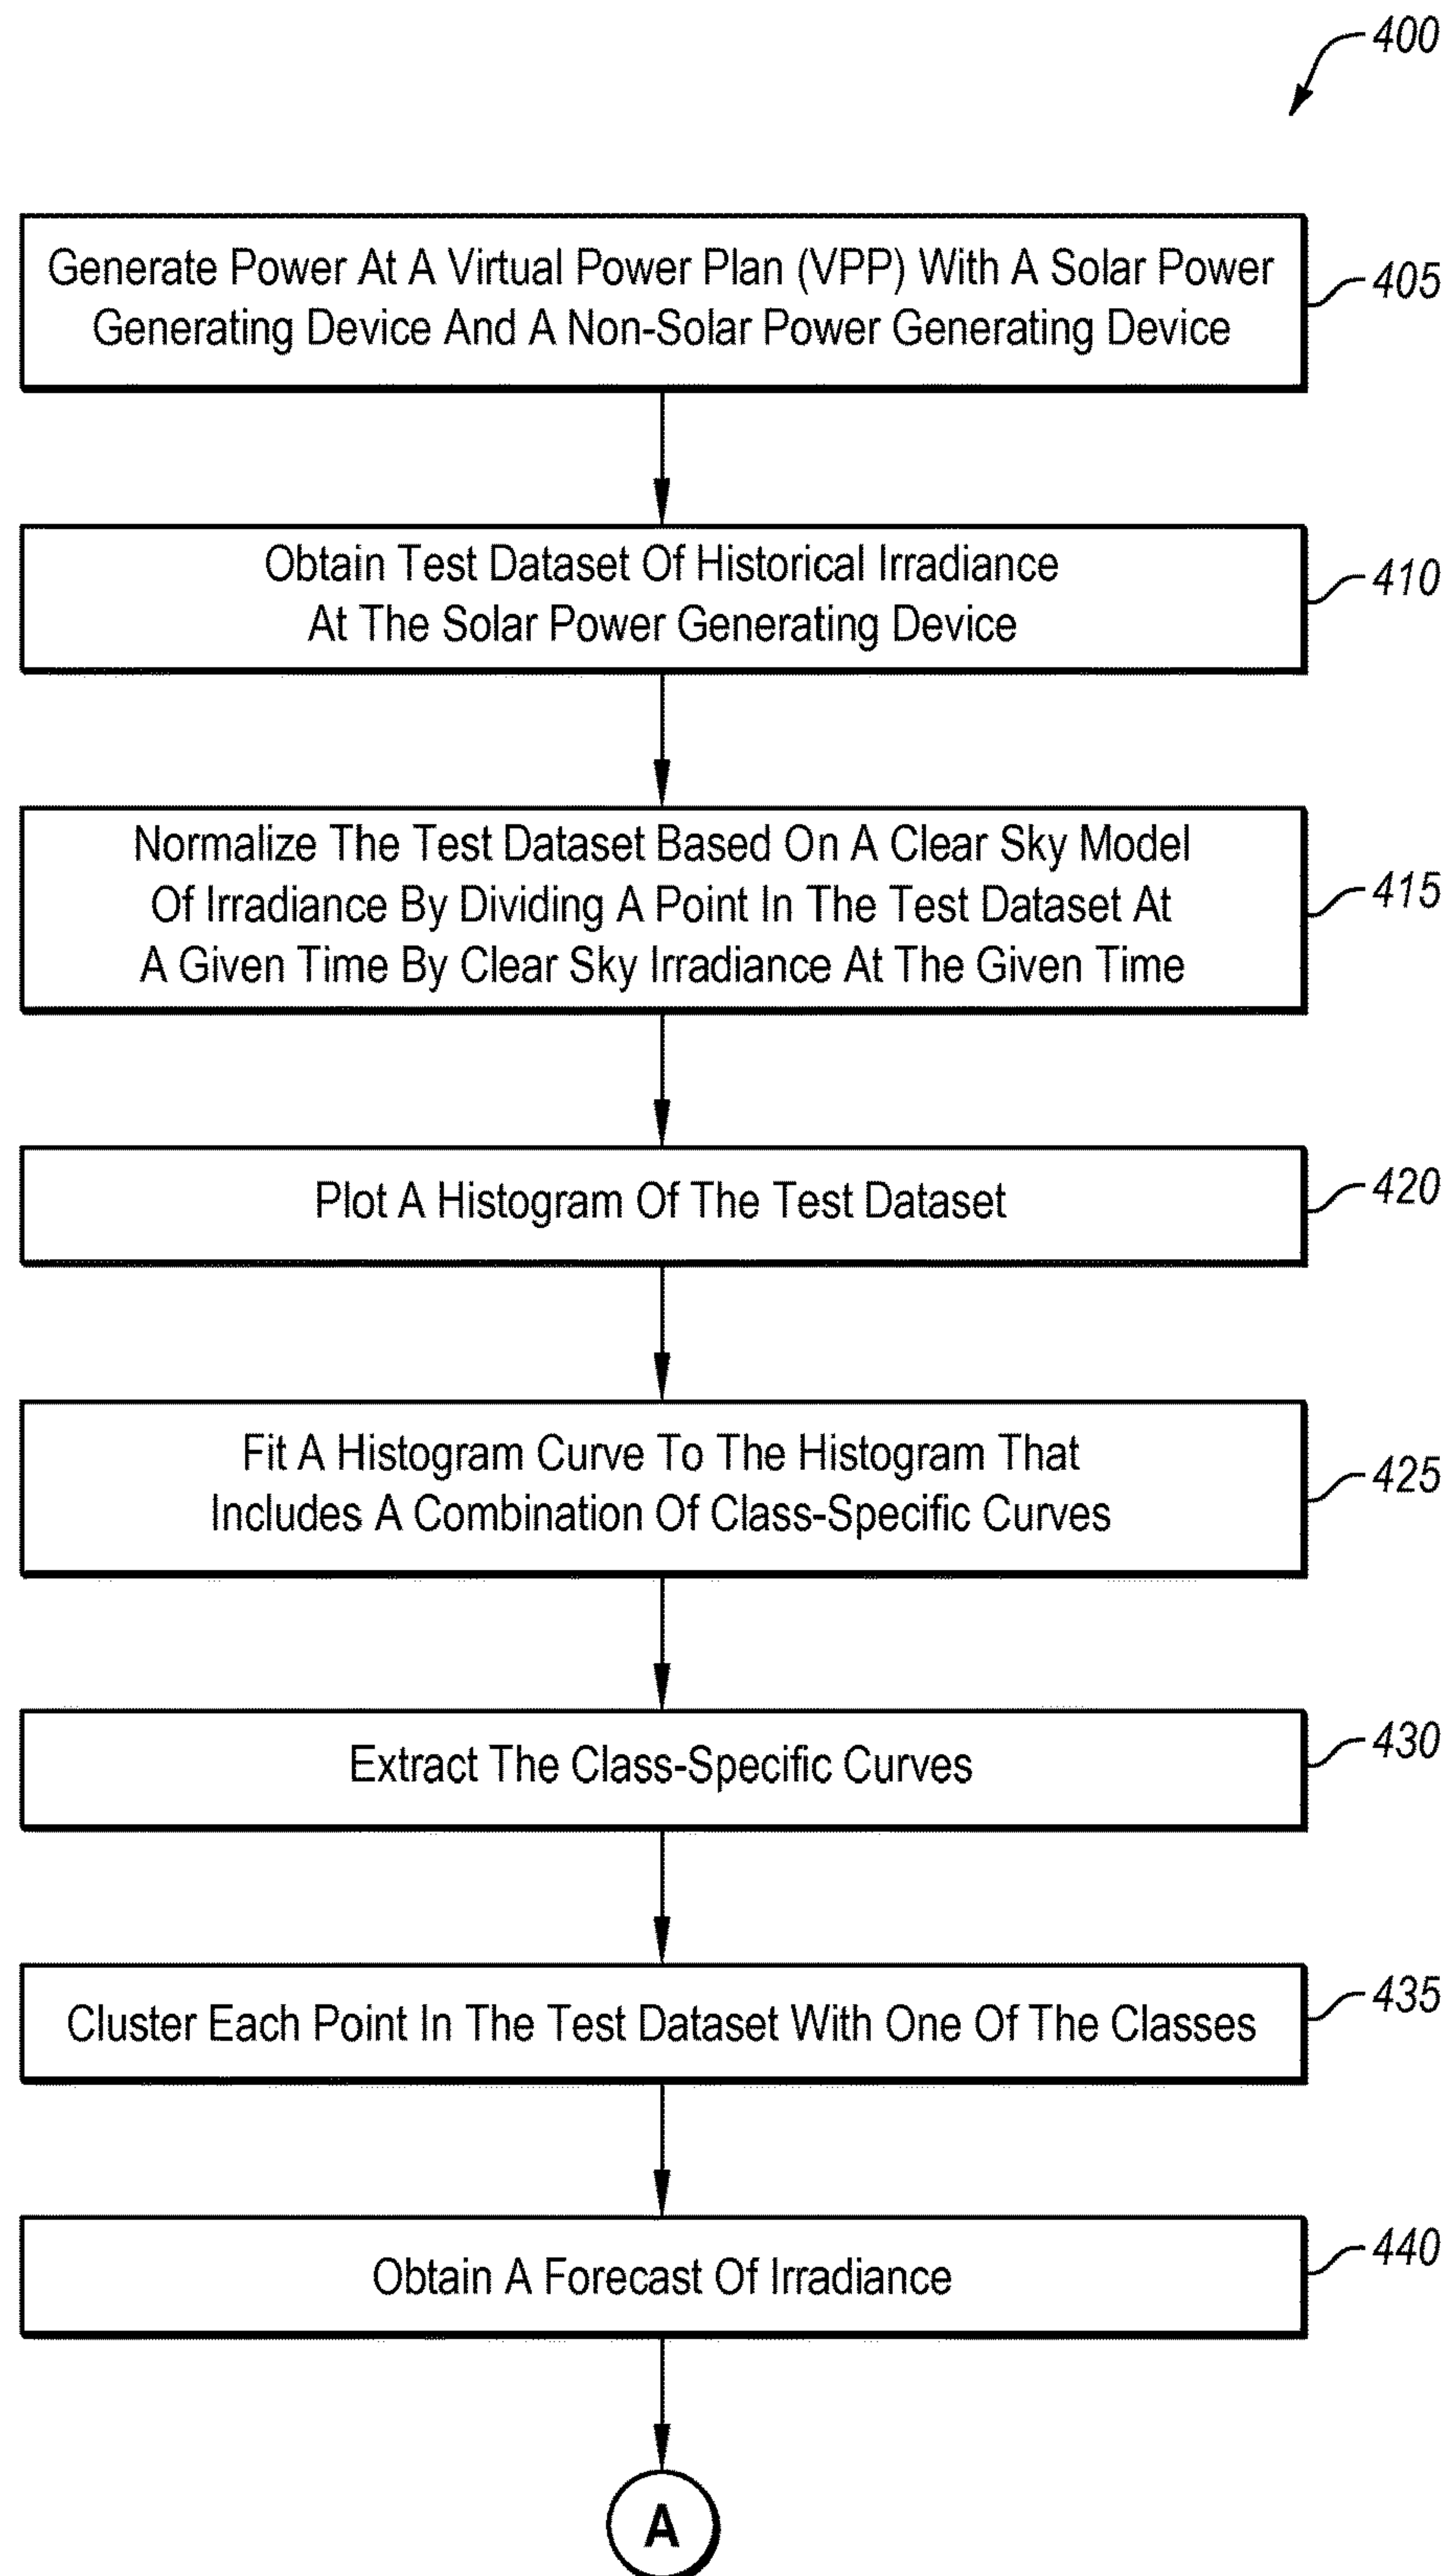 400
Generate Power At A Virtual Power Plan (VPP) With A Solar Power
Generating Device And A Non-Solar Power Generating Device
405
Obtain Test Dataset Of Historical Irradiance
At The Solar Power Generating Device
410
Normalize The Test Dataset Based On A Clear Sky Model
Of Irradiance By Dividing A Point In The Test Dataset At
A Given Time By Clear Sky Irradiance At The Given Time
415
Plot A Histogram Of The Test Dataset
420
Fit A Histogram Curve To The Histogram That
Includes A Combination Of Class-Specific Curves
425
Extract The Class-Specific Curves
430
Cluster Each Point In The Test Dataset With One Of The Classes
435
Obtain A Forecast Of Irradiance
440
A